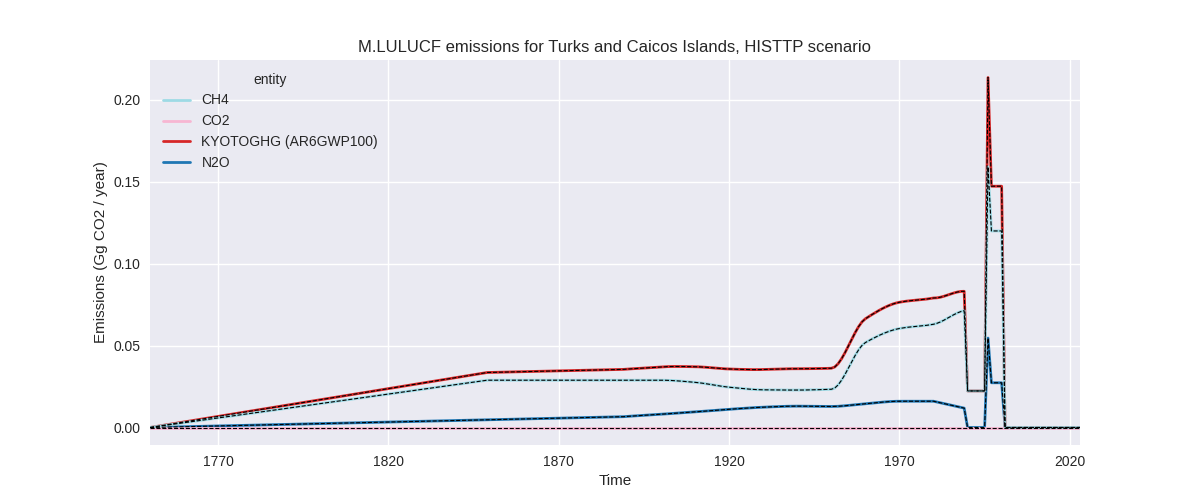 M.LULUCF emissions for Turks and Caicos Islands, HISTTP scenario
entity
CH4
CO2
KYOTOGHG (AR6GWP100)
N2O
Emissions (Gg CO2 / year)
0.20
0.15
0.10
0.05
0.00
1770 1820 1870 1920 1970 2020
Time